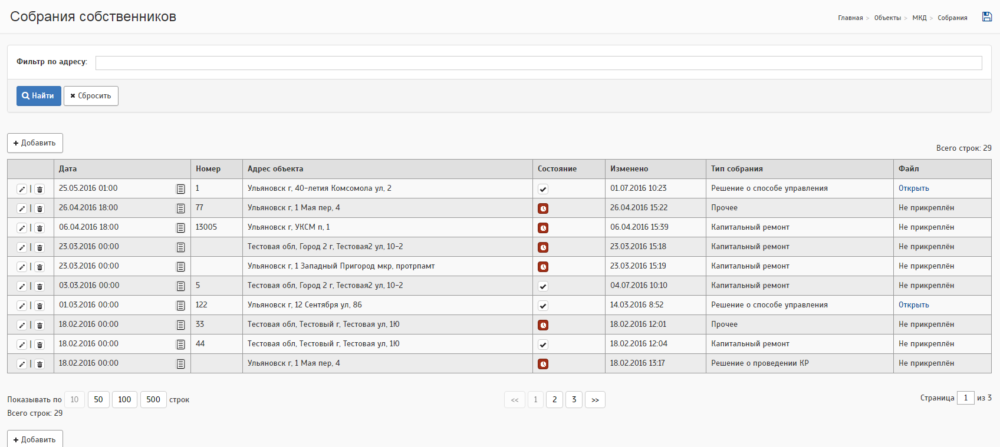 Собрания собственников
Главная > Объекты > МКД > Собрания
Фильтр по адресу:
Найти Сбросить
Добавить
Всего строк: 29
Дата Номер Адрес объекта Состояние Изменено Тип собрания Файл
25.05.2016 01:00 1 Ульяновск г, 40-летия Комсомола ул, 2 01.07.2016 10:23 Решение о способе управления Открыть
26.04.2016 18:00 77 Ульяновск г, 1 Мая пер, 4 26.04.2016 15:22 Прочее Не прикреплён
06.04.2016 18:00 13005 Ульяновск г, УКСМ п, 1 06.04.2016 15:39 Капитальный ремонт Не прикреплён
23.03.2016 00:00 Тестовая обл, Город 2 г, Тестовая2 ул, 10-2 23.03.2016 15:18 Капитальный ремонт Не прикреплён
23.03.2016 00:00 Ульяновск г, 1 Западный Пригород мкр, протрпамт 23.03.2016 15:19 Капитальный ремонт Не прикреплён
03.03.2016 00:00 5 Тестовая обл, Город 2 г, Тестовая2 ул, 10-2 04.07.2016 10:10 Капитальный ремонт Не прикреплён
01.03.2016 00:00 122 Ульяновск г, 12 Сентября ул, 86 14.03.2016 8:52 Решение о способе управления Открыть
18.02.2016 00:00 33 Тестовая обл, Тестовый г, Тестовая ул, 1Ю 18.02.2016 12:01 Прочее Не прикреплён
18.02.2016 00:00 44 Тестовая обл, Тестовый г, Тестовая ул, 1Ю 18.02.2016 12:04 Капитальный ремонт Не прикреплён
18.02.2016 00:00 Ульяновск г, 1 Мая пер, 4 18.02.2016 13:17 Решение о проведении КР Не прикреплён
Показывать по 10 50 100 500 строк << 1 2 3 >> Страница 1 из 3
Всего строк: 29
Добавить